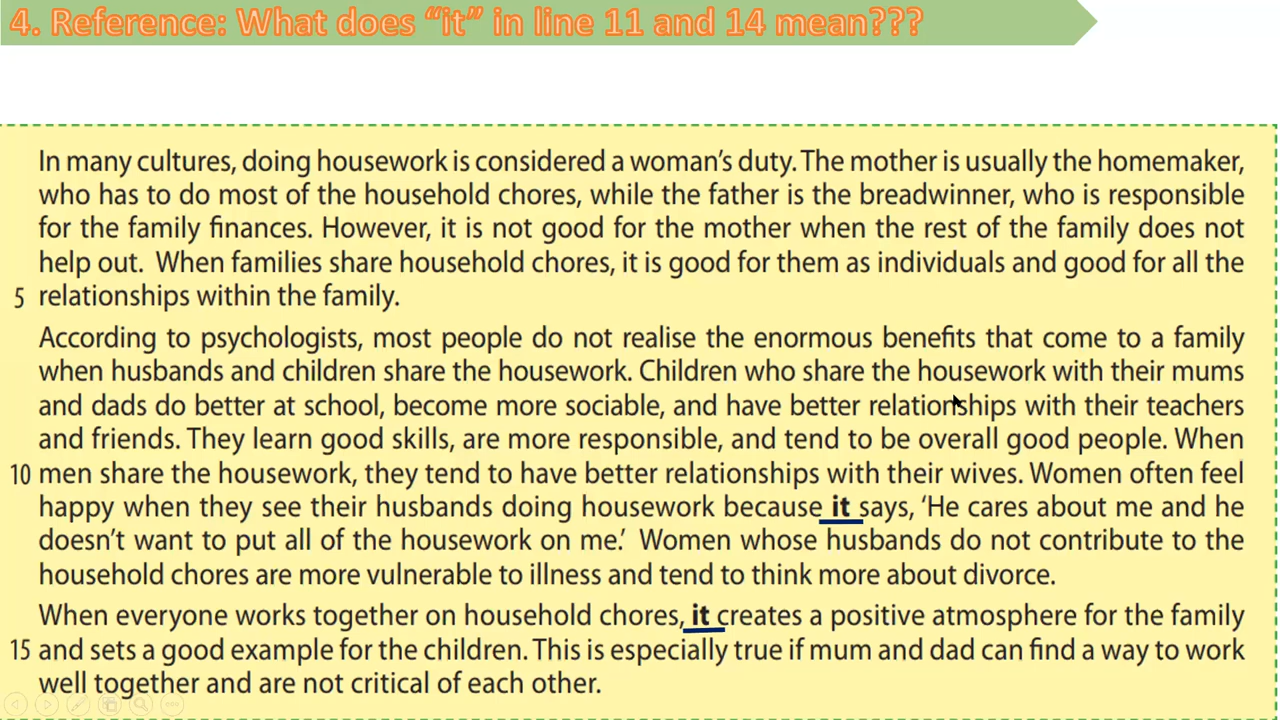 4. Reference: What does “it” in line 11 and 14 mean???
In many cultures, doing housework is considered a woman’s duty. The mother is usually the homemaker,
who has to do most of the household chores, while the father is the breadwinner, who is responsible
for the family finances. However, it is not good for the mother when the rest of the family does not
help out. When families share household chores, it is good for them as individuals and good for all the
5 relationships within the family.
According to psychologists, most people do not realise the enormous benefits that come to a family
when husbands and children share the housework. Children who share the housework with their mums
and dads do better at school, become more sociable, and have better relationships with their teachers
and friends. They learn good skills, are more responsible, and tend to be overall good people. When
10 men share the housework, they tend to have better relationships with their wives. Women often feel
happy when they see their husbands doing housework because it says, ‘He cares about me and he
doesn’t want to put all of the housework on me.’ Women whose husbands do not contribute to the
household chores are more vulnerable to illness and tend to think more about divorce.
When everyone works together on household chores, it creates a positive atmosphere for the family
15 and sets a good example for the children. This is especially true if mum and dad can find a way to work
well together and are not critical of each other.